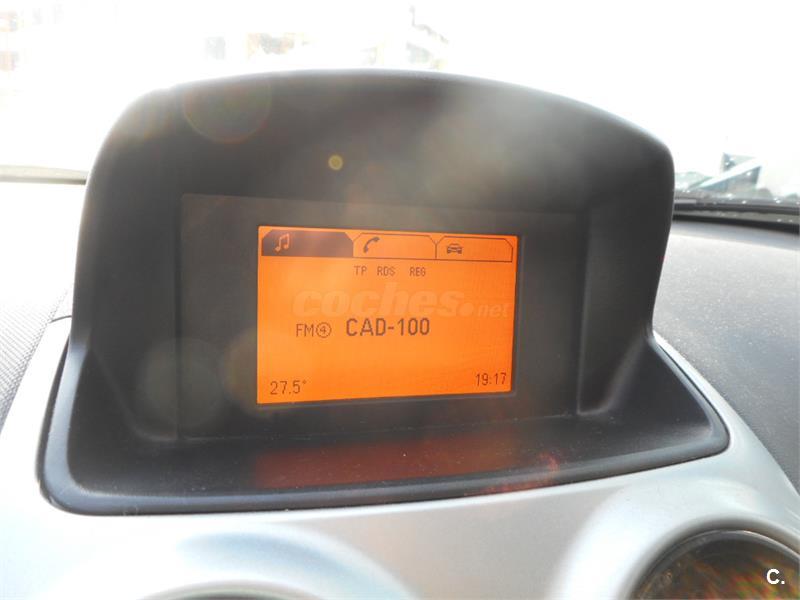 TP RDS REG
coches.net
FM④ CAD-100
27.5° 19:17
C.